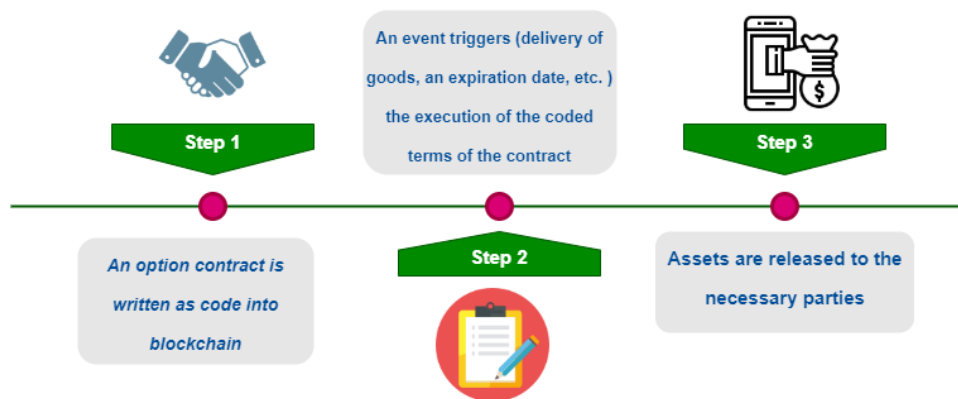 Step 1
An option contract is
written as code into
blockchain
An event triggers (delivery of
goods, an expiration date, etc. )
the execution of the coded
terms of the contract
Step 2
Step 3
$
Assets are released to the
necessary parties